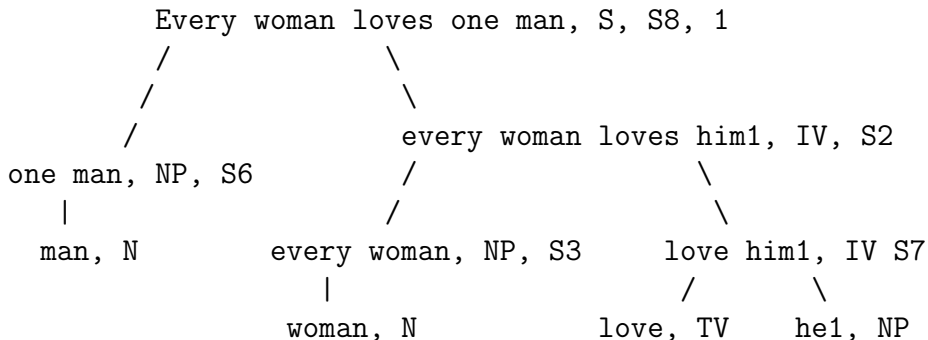 Every woman loves one man, S, S8, 1
every woman loves him1, IV, S2
one man, NP, S6
man, N
every woman, NP, S3
love him1, IV S7
woman, N
love, TV
he1, NP